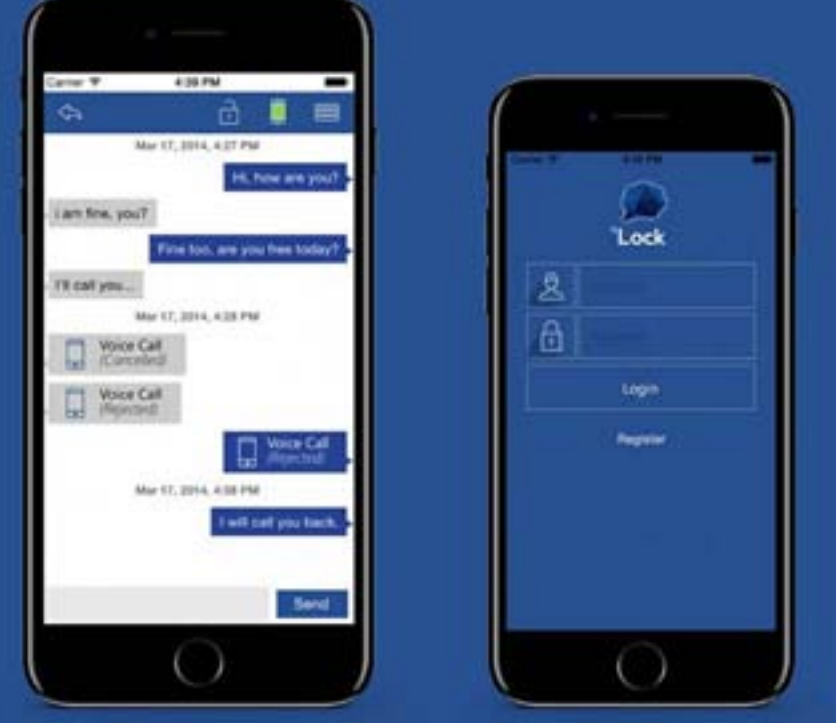 Carrier
4:39 PM
Mar 17, 2014, 4:27 PM
Hi, how are you?
i am fine, you?
Fine too, are you free today?
I'll call you...
Mar 17, 2014, 4:28 PM
Voice Call
(Cancelled)
Voice Call
(Rejected)
Voice Call
(Rejected)
Mar 17, 2014, 4:38 PM
I will call you back.
Send
Lock
Login
Register